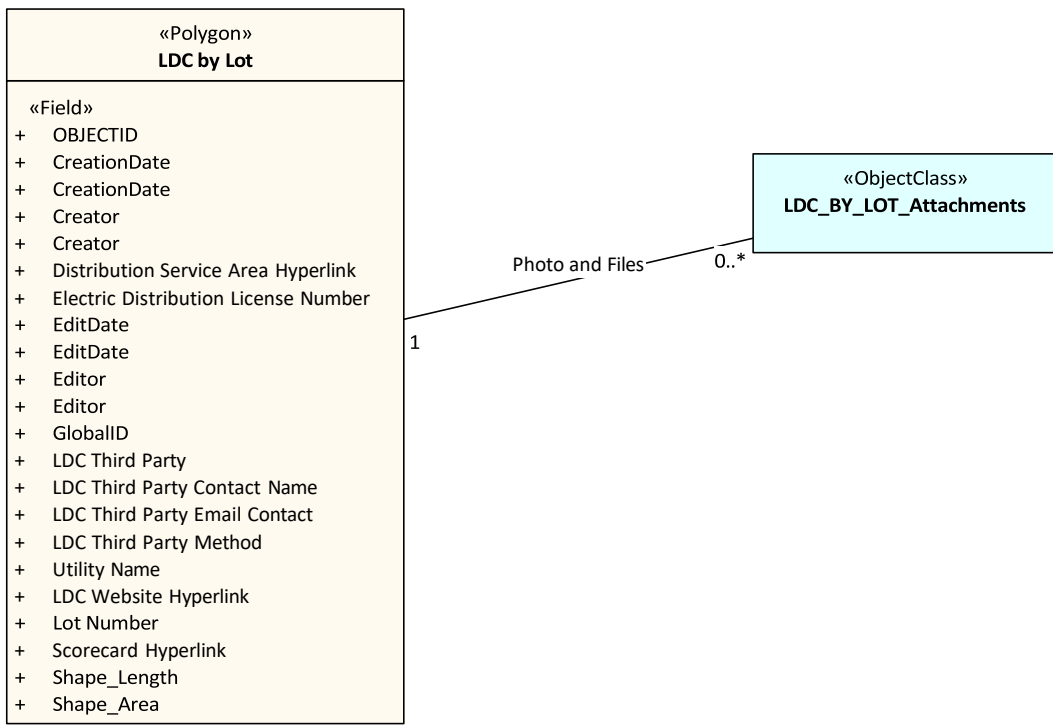 «Polygon»
LDC by Lot
«Field»
+ OBJECTID
+ CreationDate
+ CreationDate
+ Creator
+ Creator
+ Distribution Service Area Hyperlink
+ Electric Distribution License Number
+ EditDate
+ EditDate
+ Editor
+ Editor
+ GlobalID
+ LDC Third Party
+ LDC Third Party Contact Name
+ LDC Third Party Email Contact
+ LDC Third Party Method
+ Utility Name
+ LDC Website Hyperlink
+ Lot Number
+ Scorecard Hyperlink
+ Shape_Length
+ Shape_Area
1
Photo and Files
0..*
«ObjectClass»
LDC_BY_LOT_Attachments